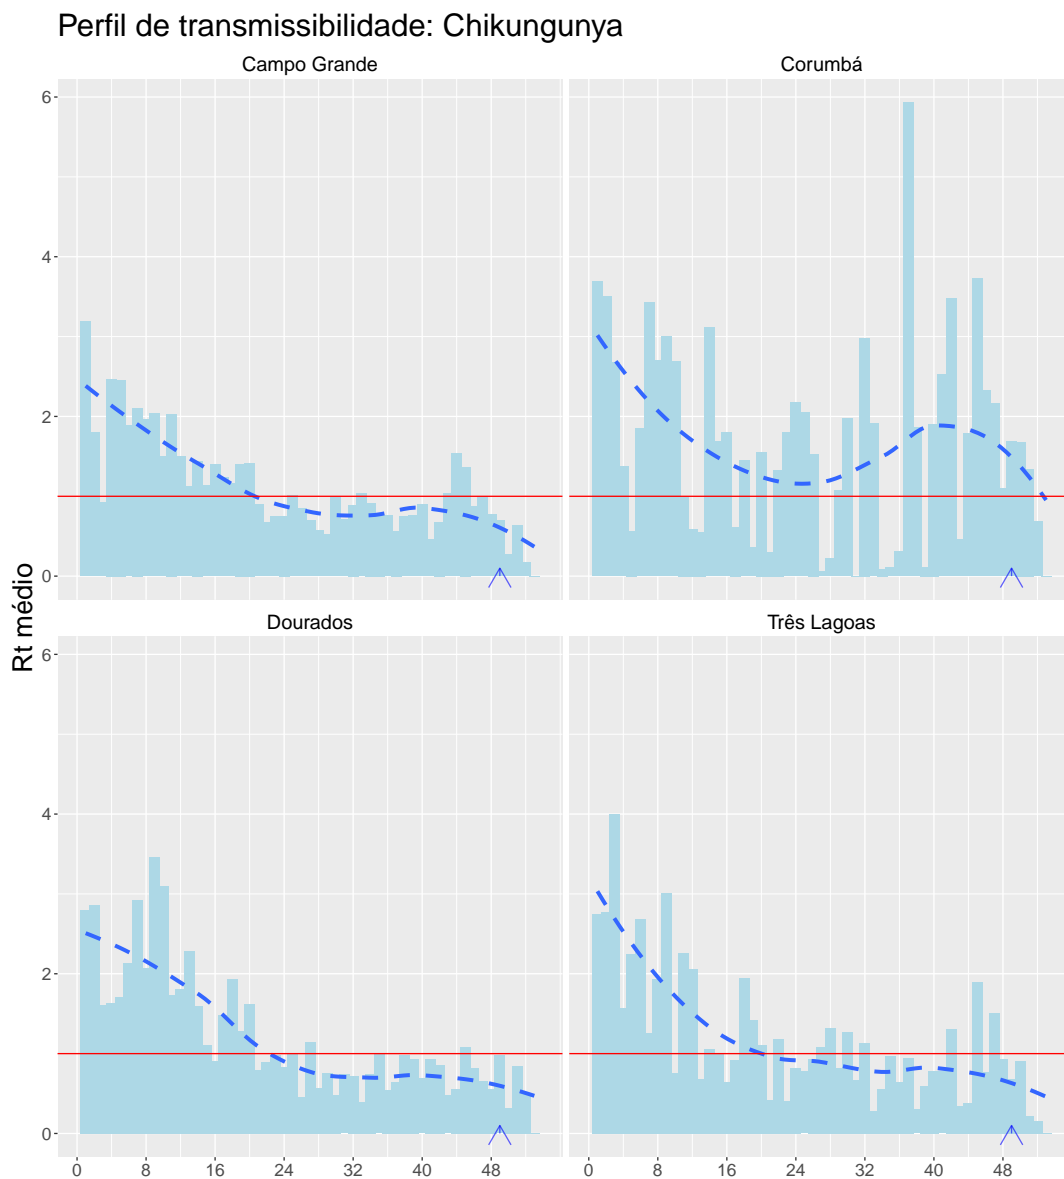 Perfil de transmissibilidade: Chikungunya
Campo Grande
Corumbá
6
4
2
0
Rt médio
Dourados
Três Lagoas
6
4
2
0
0 8 16 24 32 40 48
0 8 16 24 32 40 48